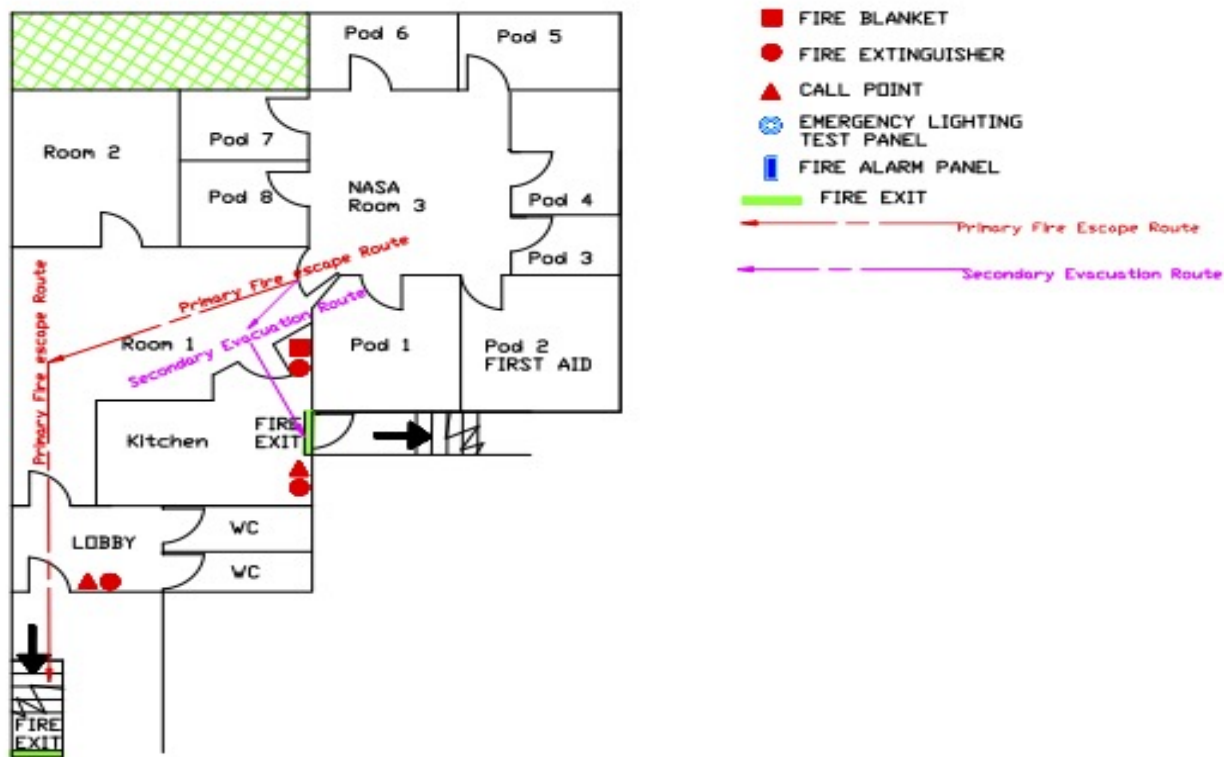 Pod 6
Pod 5
Room 2
Pod 7
Pod 8
NASA
Room 3
Pod 4
Pod 3
Primary Fire escape Route
Primary Fire escape Route
Secondary Evacuation Route
Room 1
Pod 1
Pod 2
FIRST AID
Kitchen
FIRE
EXIT
LOBBY
WC
WC
FIRE
EXIT
FIRE BLANKET
FIRE EXTINGUISHER
CALL POINT
EMERGENCY LIGHTING
TEST PANEL
FIRE ALARM PANEL
FIRE EXIT
Primary Fire Escape Route
Secondary Evacuation Route